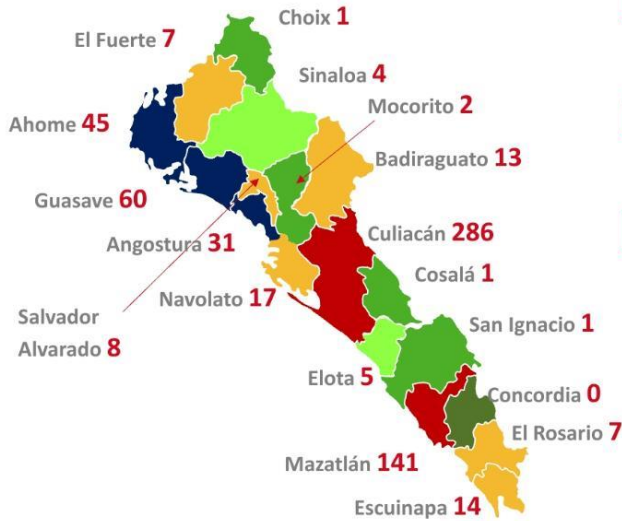 Choix 1
El Fuerte 7
Sinaloa 4
Mocorito 2
Ahome 45
Badiraguato 13
Guasave 60
Culiacán 286
Angostura 31
Cosalá 1
Navolato 17
Salvador
Alvarado 8
San Ignacio 1
Elota 5
Concordia 0
El Rosario 7
Mazatlán 141
Escuinapa 14